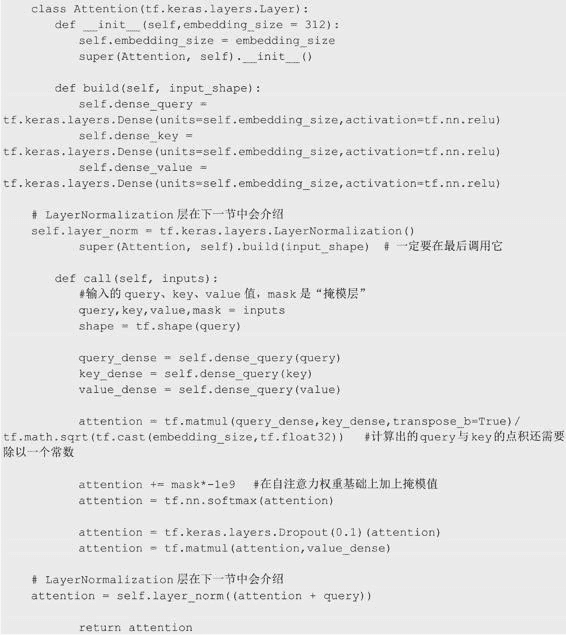 class Attention(tf.keras.layers.Layer):
def __init__(self,embedding_size = 312):
self.embedding_size = embedding_size
super(Attention, self).__init__()
def build(self, input_shape):
self.dense_query =
tf.keras.layers.Dense(units=self.embedding_size,activation=tf.nn.relu)
self.dense_key =
tf.keras.layers.Dense(units=self.embedding_size,activation=tf.nn.relu)
self.dense_value =
tf.keras.layers.Dense(units=self.embedding_size,activation=tf.nn.relu)
# LayerNormalization 层在下一节中会介绍
self.layer_norm = tf.keras.layers.LayerNormalization()
super(Attention, self).build(input_shape) # 一定要在最后调用它
def call(self, inputs):
#输入的 query、key、value 值，mask 是“掩模层”
query,key,value,mask = inputs
shape = tf.shape(query)
query_dense = self.dense_query(query)
key_dense = self.dense_query(key)
value_dense = self.dense_query(value)
attention = tf.matmul(query_dense,key_dense,transpose_b=True)/
tf.math.sqrt(tf.cast(embedding_size,tf.float32)) #计算出的query与key的点积还需要
除以一个常数
attention += mask*-1e9 #在自注意力权重基础上加上掩模值
attention = tf.nn.softmax(attention)
attention = tf.keras.layers.Dropout(0.1)(attention)
attention = tf.matmul(attention,value_dense)
# LayerNormalization 层在下一节中会介绍
attention = self.layer_norm((attention + query))
return attention